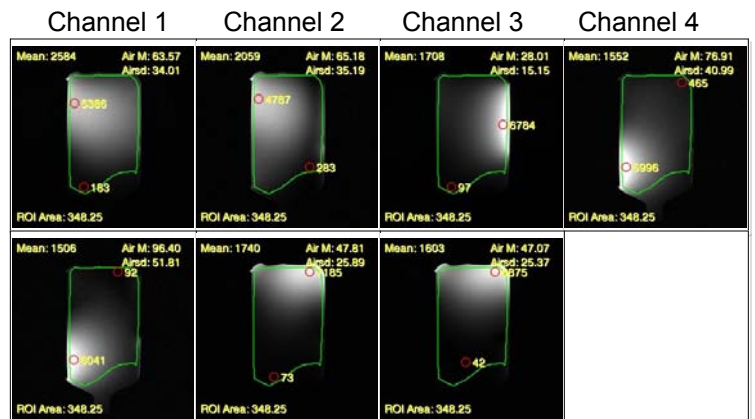 Channel 1 Channel 2 Channel 3 Channel 4
Mean: 2584 Air M: 63.57
Airsd: 34.01
5386
183
ROI Area: 348.25
Mean: 2059 Air M: 65.18
Airsd: 35.19
4787
283
ROI Area: 348.25
Mean: 1708 Air M: 28.01
Airsd: 15.15
6784
97
ROI Area: 348.25
Mean: 1552 Air M: 76.91
Airsd: 40.99
465
ROI Area: 348.25
Mean: 1506 Air M: 96.40
Airsd: 51.81
92
ROI Area: 348.25
Mean: 1740 Air M: 47.81
Airsd: 25.89
73
ROI Area: 348.25
Mean: 1603 Air M: 47.07
Airsd: 25.37
42
ROI Area: 348.25